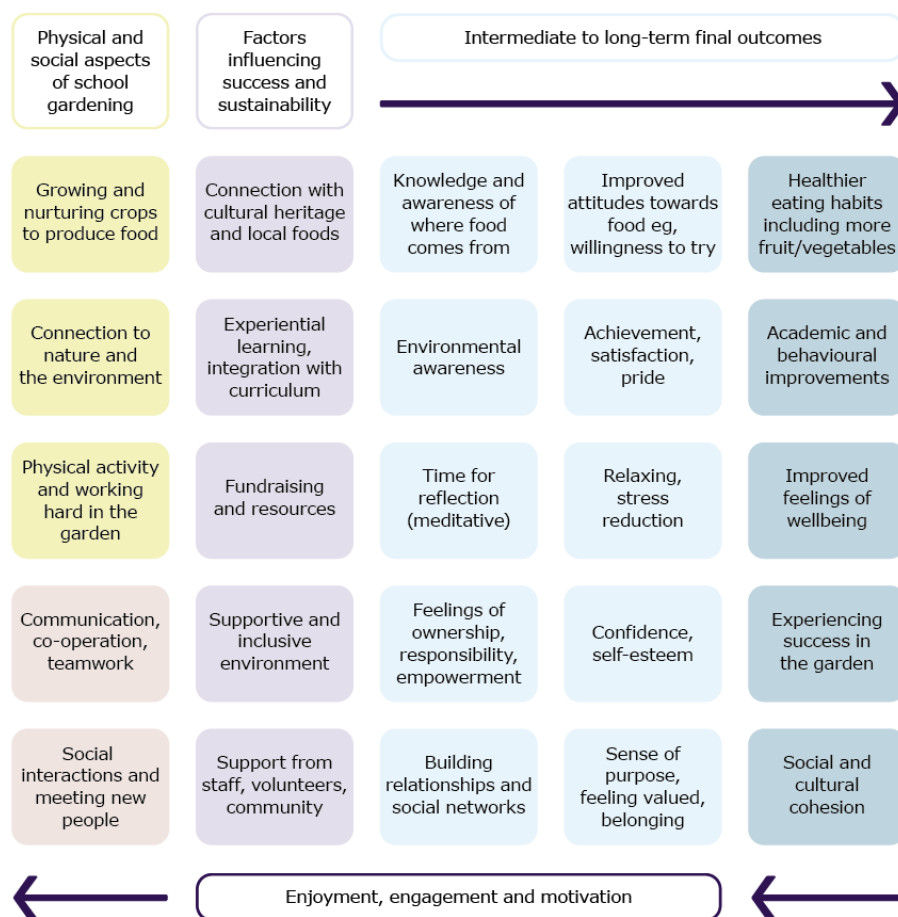 Physical and
social aspects
of school
gardening
Factors
influencing
success and
sustainability
Intermediate to long-term final outcomes
Growing and
nurturing crops
to produce food
Connection with
cultural heritage
and local foods
Knowledge and
awareness of
where food
comes from
Improved
attitudes towards
food eg,
willingness to try
Healthier
eating habits
including more
fruit/vegetables
Connection to
nature and
the environment
Experiential
learning,
integration with
curriculum
Environmental
awareness
Achievement,
satisfaction,
pride
Academic and
behavioural
improvements
Physical activity
and working
hard in the
garden
Fundraising
and resources
Time for
reflection
(meditative)
Relaxing,
stress
reduction
Improved
feelings of
wellbeing
Communication,
co-operation,
teamwork
Supportive and
inclusive
environment
Feelings of
ownership,
responsibility,
empowerment
Confidence,
self-esteem
Experiencing
success in
the garden
Social
interactions and
meeting new
people
Support from
staff, volunteers,
community
Building
relationships and
social networks
Sense of
purpose,
feeling valued,
belonging
Social and
cultural
cohesion
Enjoyment, engagement and motivation